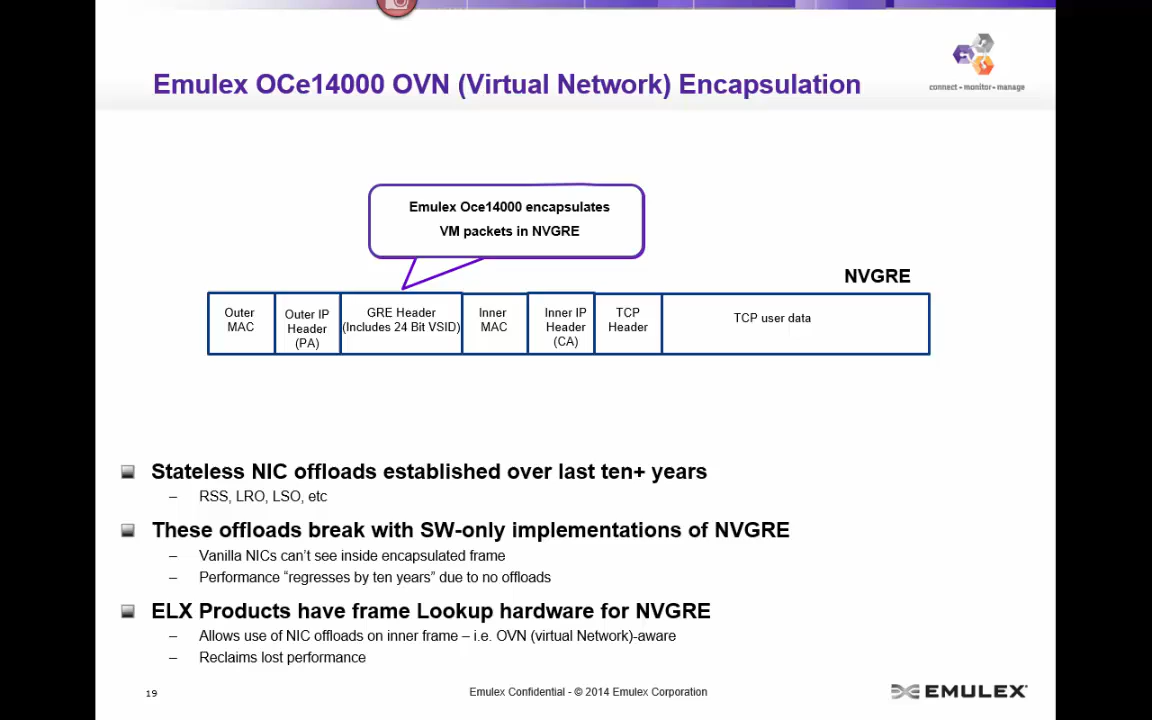 Emulex OCe14000 OVN (Virtual Network) Encapsulation
connect • monitor • manage
Emulex Oce14000 encapsulates
VM packets in NVGRE
NVGRE
Outer
MAC
Outer IP
Header
(PA)
GRE Header
(Includes 24 Bit VSID)
Inner
MAC
Inner IP
Header
(CA)
TCP
Header
TCP user data
Stateless NIC offloads established over last ten+ years
– RSS, LRO, LSO, etc
These offloads break with SW-only implementations of NVGRE
– Vanilla NICs can’t see inside encapsulated frame
– Performance “regresses by ten years” due to no offloads
ELX Products have frame Lookup hardware for NVGRE
– Allows use of NIC offloads on inner frame – i.e. OVN (virtual Network)-aware
– Reclaims lost performance
19
Emulex Confidential - © 2014 Emulex Corporation
EMULEX